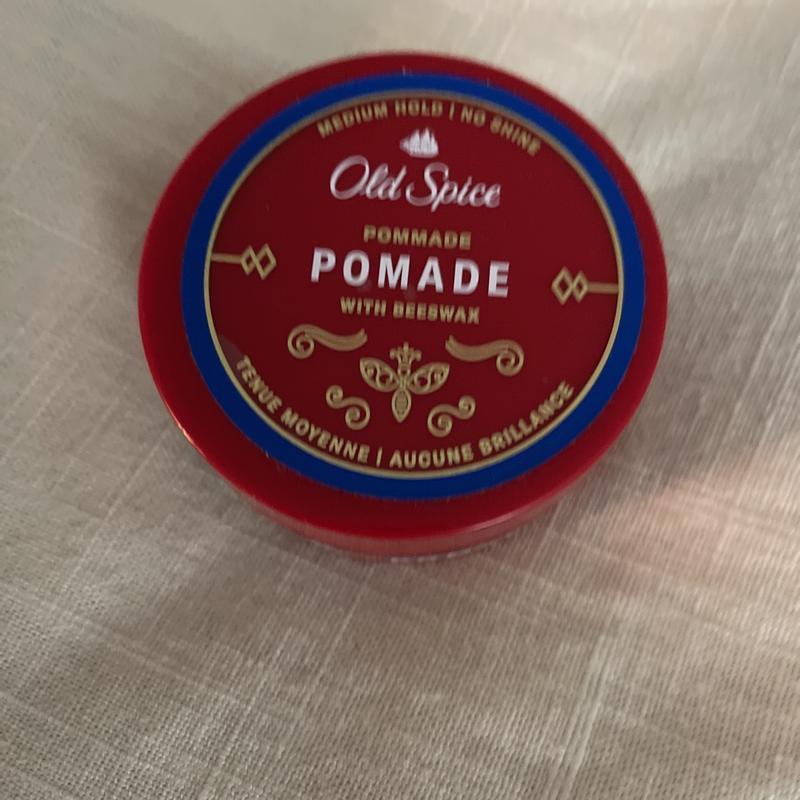 MEDIUM HOLD | NO SHINE
Old Spice
POMMADE
POMADE
WITH BEESWAX
TENUE MOYENNE | AUCUNE BRILLANCE